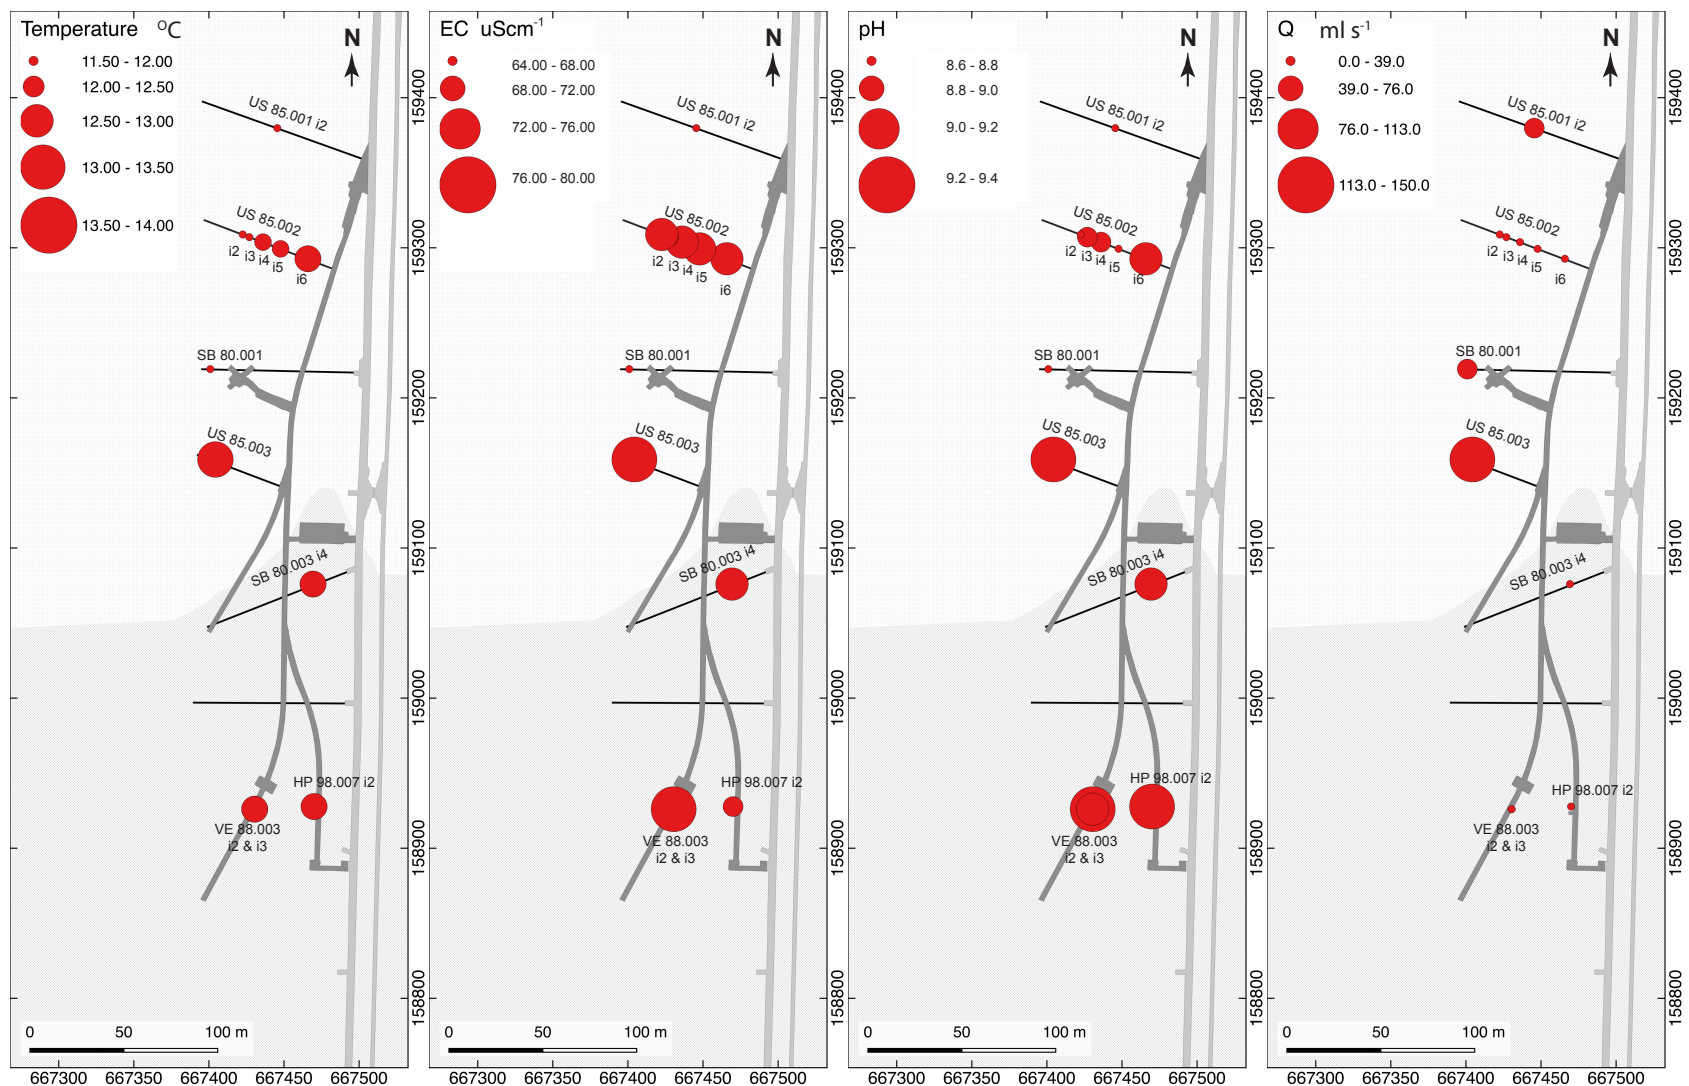 Temperature °C
N
11.50 - 12.00
12.00 - 12.50
12.50 - 13.00
13.00 - 13.50
13.50 - 14.00
US 85.001 i2
US 85.002
i2 i3 i4 i5 i6
SB 80.001
US 85.003
SB 80.003 i4
HP 98.007 i2
VE 88.003
i2 & i3
0 50 100 m
159400
159300
159200
159100
159000
158900
158800
667300 667400 667450 667500
EC uScm-1
N
64.00 - 68.00
68.00 - 72.00
72.00 - 76.00
76.00 - 80.00
US 85.001 i2
US 85.002
i2 i3 i4 i5 i6
SB 80.001
US 85.003
SB 80.003 i4
HP 98.007 i2
VE 88.003
i2 & i3
0 50 100 m
159400
159300
159200
159100
159000
158900
158800
667300 667400 667450 667500
pH
N
8.6 - 8.8
8.8 - 9.0
9.0 - 9.2
9.2 - 9.4
US 85.001 i2
US 85.002
i2 i3 i4 i5 i6
SB 80.001
US 85.003
SB 80.003 i4
HP 98.007 i2
VE 88.003
i2 & i3
0 50 100 m
159400
159300
159200
159100
159000
158900
158800
667300 667400 667450 667500
Q ml s-1
N
0.0 - 39.0
39.0 - 76.0
76.0 - 113.0
113.0 - 150.0
US 85.001 i2
US 85.002
i2 i3 i4 i5 i6
SB 80.001
US 85.003
SB 80.003 i4
HP 98.007 i2
VE 88.003
i2 & i3
0 50 100 m
159400
159300
159200
159100
159000
158900
158800
667300 667400 667450 667500